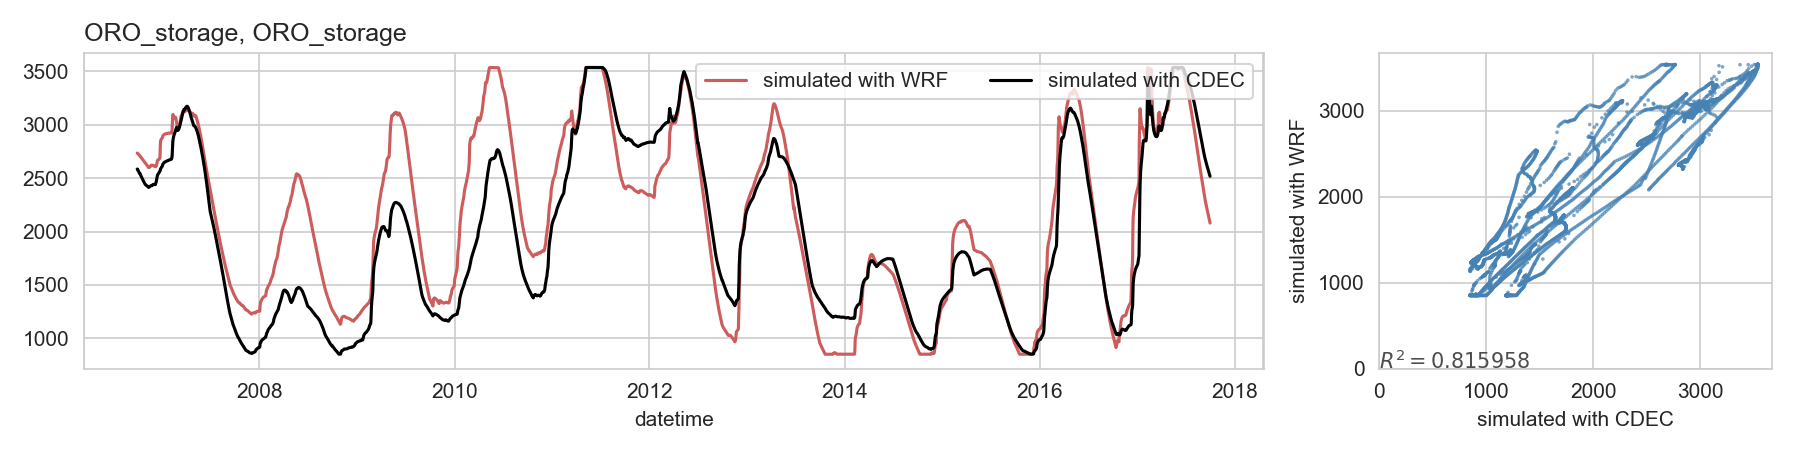 ORO_storage, ORO_storage
simulated with WRF
simulated with CDEC
3500
3000
2500
2000
1500
1000
2008
2010
2012
2014
2016
2018
datetime
simulated with WRF
3000
2000
1000
0
R² = 0.815958
0
1000
2000
3000
simulated with CDEC